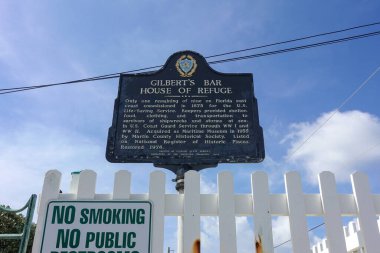 GILBERT'S BAR
HOUSE OF REFUGE
Only one remaining of nine on Florida east
coast commissioned in 1875 for the U.S.
Life-Saving Service. Keepers provided shelter,
food, clothing, and transportation to
survivors of shipwrecks and storms at sea.
U.S. Coast Guard Service through WW I and
WW II. Acquired as Maritime Museum in 1955
by Martin County Historical Society. Listed
on National Register of Historic Places.
Restored 1976.
NO SMOKING
NO PUBLIC
RESTROOMS